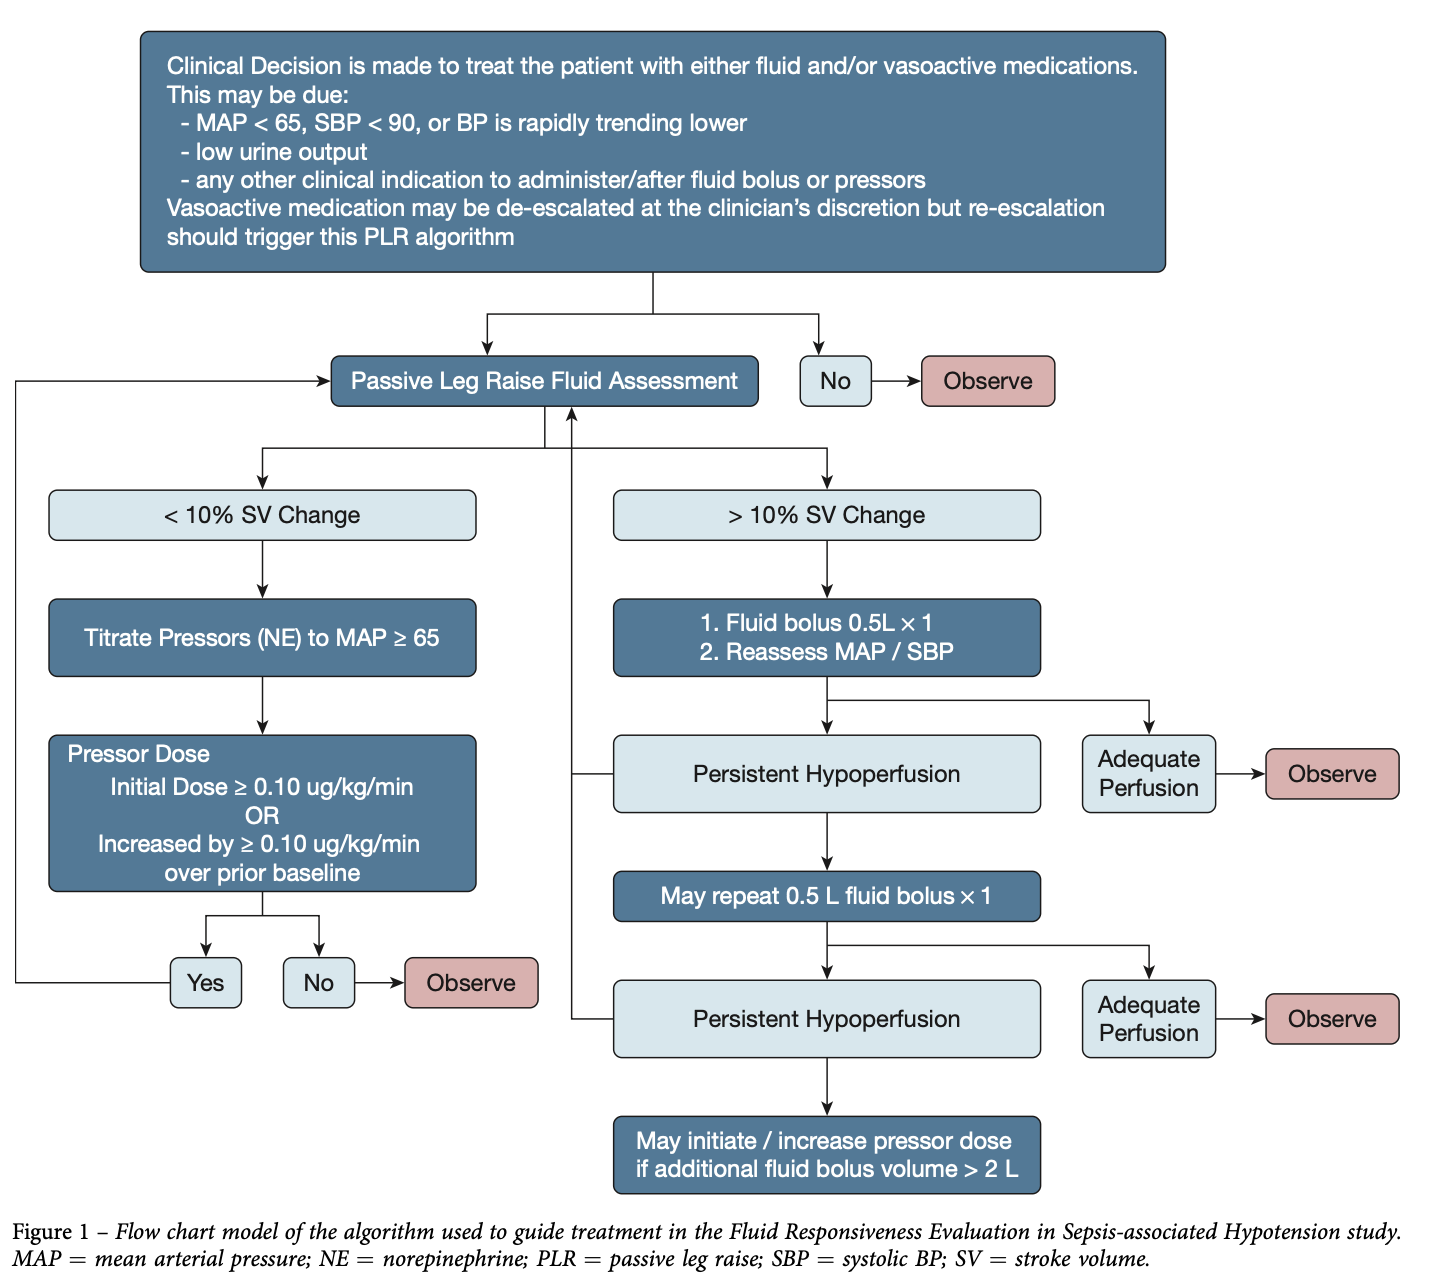 Clinical Decision is made to treat the patient with either fluid and/or vasoactive medications.
This may be due:
- MAP < 65, SBP < 90, or BP is rapidly trending lower
- low urine output
- any other clinical indication to administer/after fluid bolus or pressors
Vasoactive medication may be de-escalated at the clinician's discretion but re-escalation
should trigger this PLR algorithm
Passive Leg Raise Fluid Assessment
No
Observe
< 10% SV Change
> 10% SV Change
Titrate Pressors (NE) to MAP ≥ 65
1. Fluid bolus 0.5L × 1
2. Reassess MAP / SBP
Pressor Dose
Initial Dose ≥ 0.10 ug/kg/min
OR
Increased by ≥ 0.10 ug/kg/min
over prior baseline
Persistent Hypoperfusion
Adequate
Perfusion
Observe
May repeat 0.5 L fluid bolus × 1
Yes
No
Observe
Persistent Hypoperfusion
Adequate
Perfusion
Observe
May initiate / increase pressor dose
if additional fluid bolus volume > 2 L
Figure 1 – Flow chart model of the algorithm used to guide treatment in the Fluid Responsiveness Evaluation in Sepsis-associated Hypotension study.
MAP = mean arterial pressure; NE = norepinephrine; PLR = passive leg raise; SBP = systolic BP; SV = stroke volume.